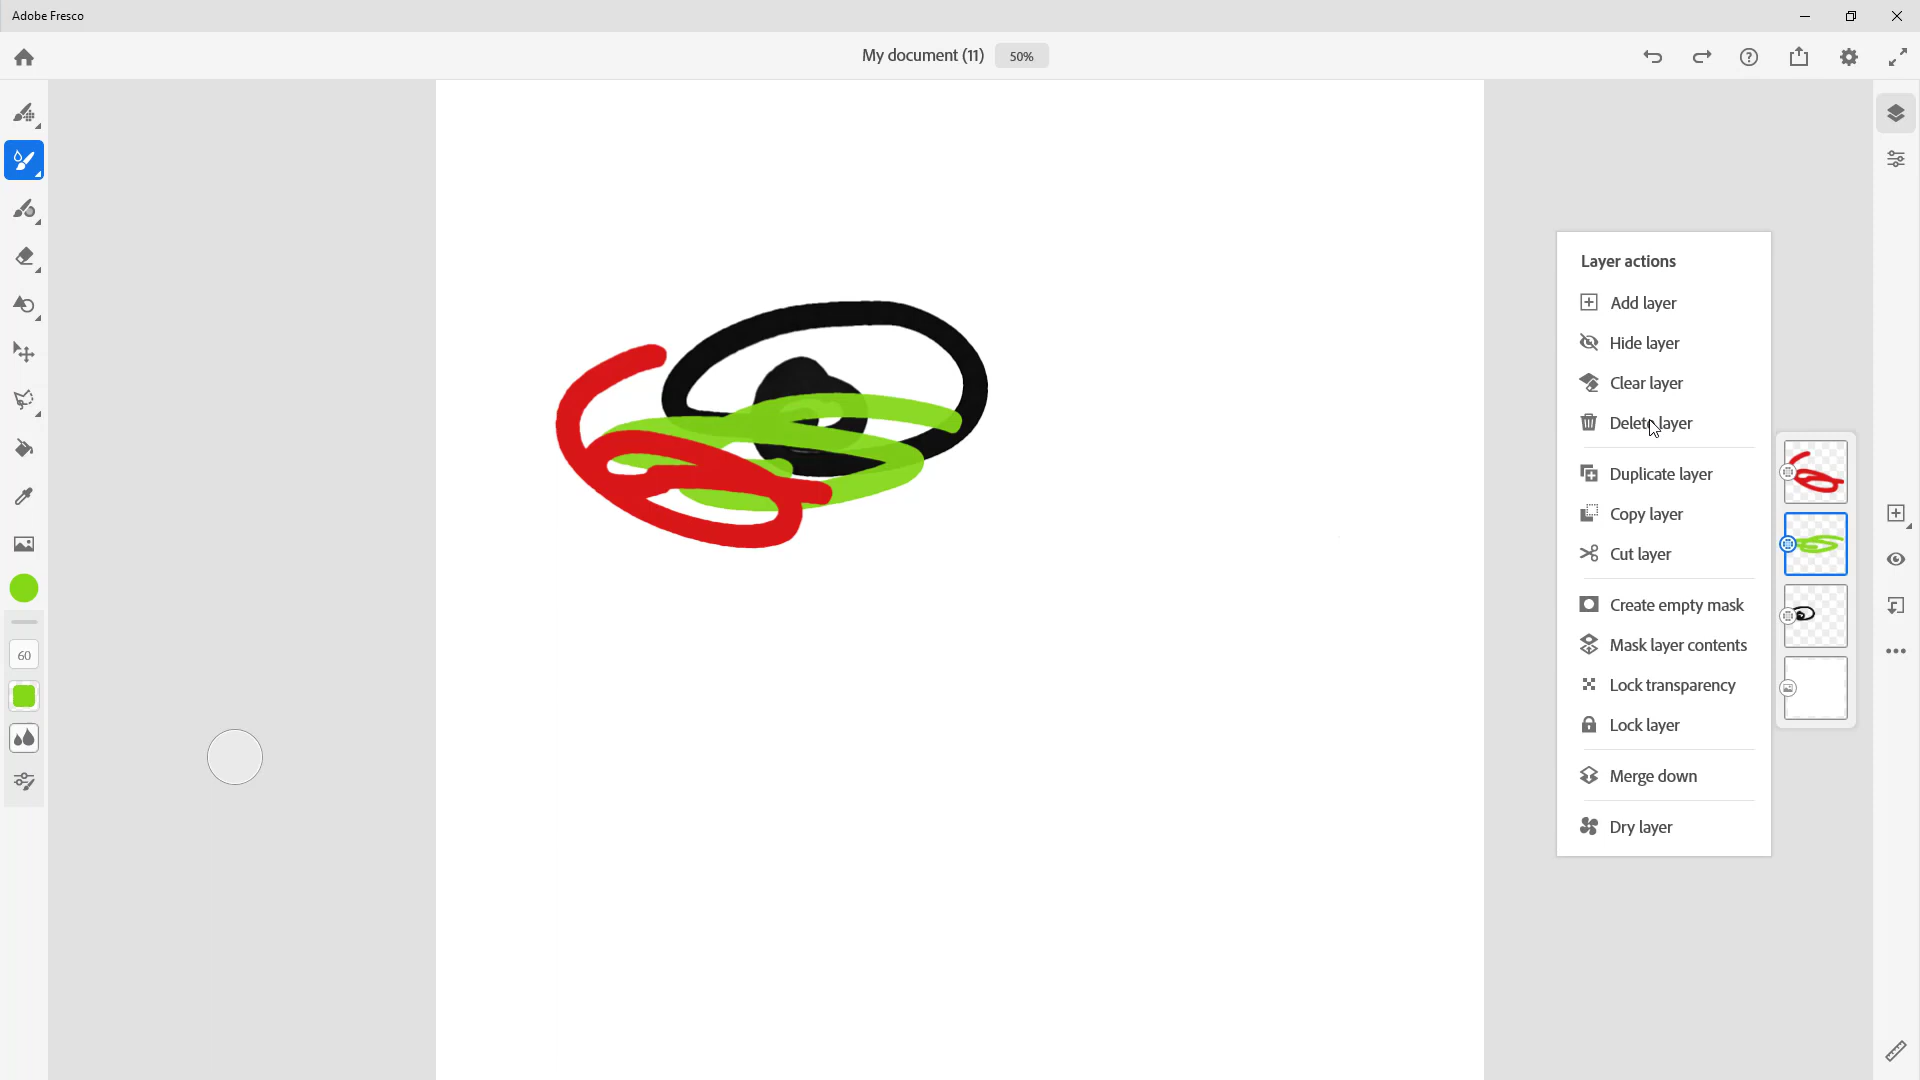 Adobe Fresco
My document (11) 50%
Layer actions
Add layer
Hide layer
Clear layer
Delete layer
Duplicate layer
Copy layer
Cut layer
Create empty mask
Mask layer contents
Lock transparency
Lock layer
Merge down
Dry layer
60